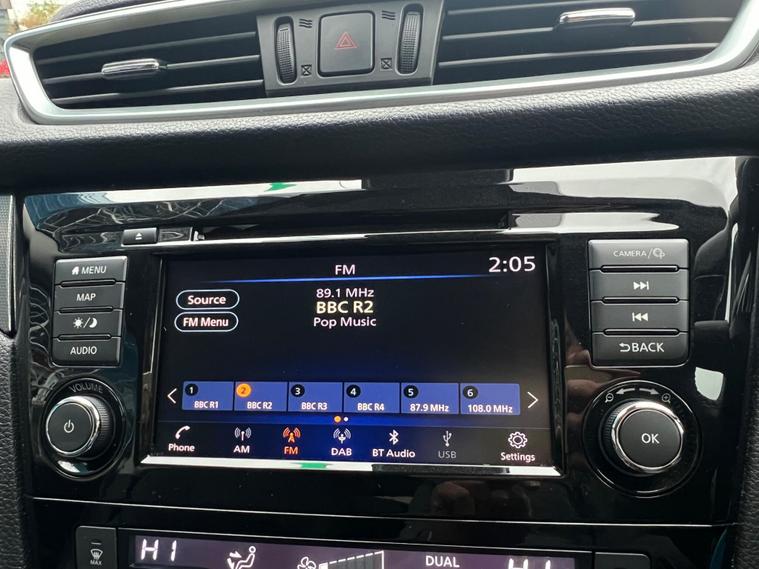 FM
2:05
MENU
MAP
AUDIO
VOLUME
CAMERA/
BACK
OK
Source
FM Menu
89.1 MHz
BBC R2
Pop Music
1 2 3 4 5 6
BBC R1 BBC R2 BBC R3 BBC R4 87.9 MHz 108.0 MHz
Phone AM FM DAB BT Audio USB Settings
MAX
HI
DUAL
HI